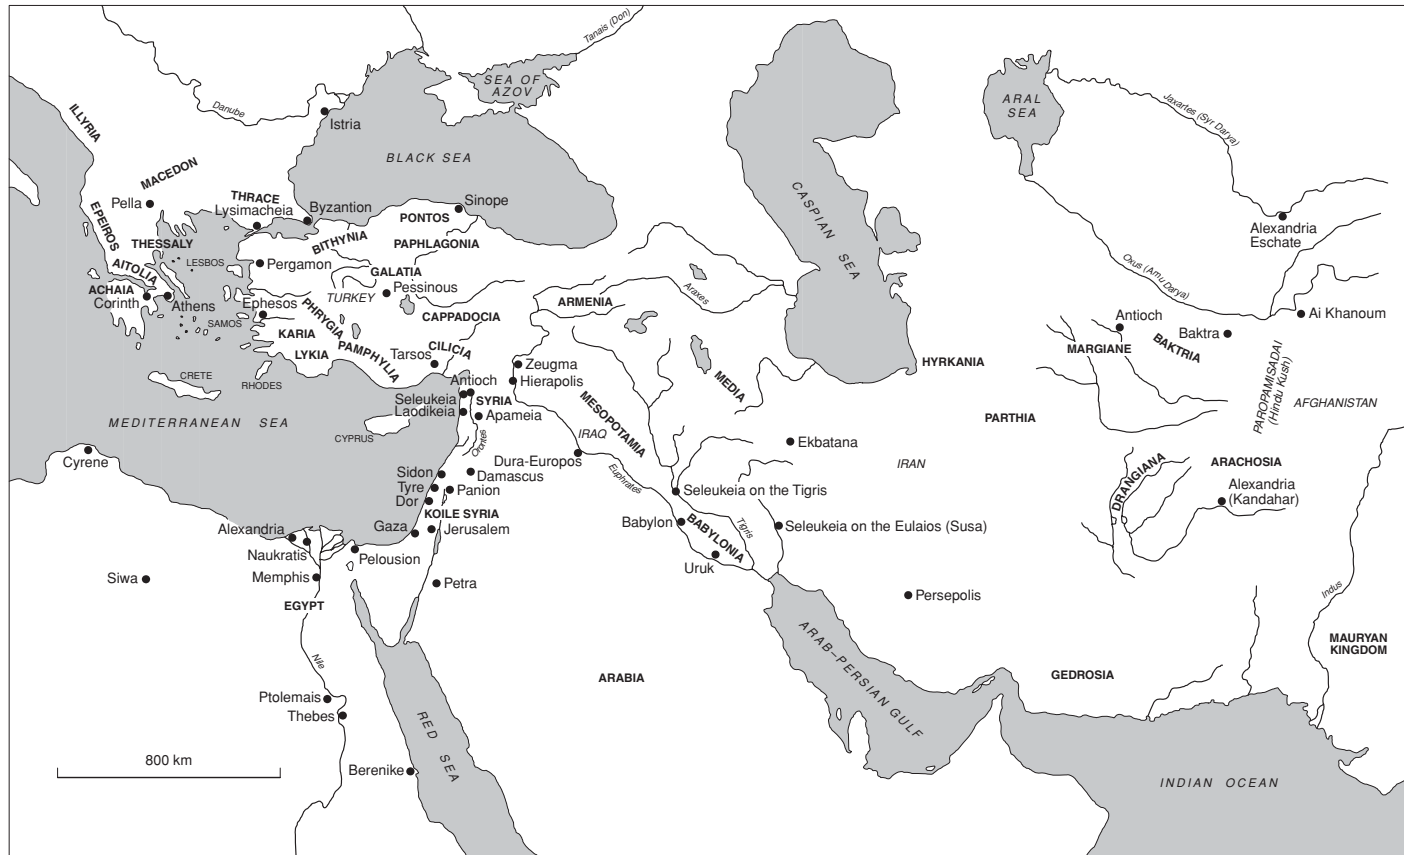 Tanais (Don)
SEA OF
AZOV
ARAL
SEA
Danube
Istria
Jaxartes (Syr Darya)
ILLYRIA
BLACK SEA
MACEDON
CASPIAN SEA
Pella
THRACE
Lysimacheia
Byzantion
Sinope
PONTOS
EPEIROS
THESSALY
BITHYNIA
PAPHLAGONIA
Alexandria
Eschate
LESBOS
Pergamon
AITOLIA
GALATIA
Pessinous
Oxus (Amu Darya)
ACHAIA
Corinth
Athens
Ephesos
TURKEY
PHRYGIA
ARMENIA
Araxes
SAMOS
CAPPADOCIA
Antioch
Ai Khanoum
KARIA
Baktra
LYKIA
PAMPHYLIA
Tarsos
CILICIA
MARGIANE
BAKTRIA
Zeugma
HYRKANIA
CRETE
RHODES
Antioch
Hierapolis
MEDIA
PAROPAMISADAI
(Hindu Kush)
AFGHANISTAN
Seleukeia
SYRIA
Laodikeia
Apameia
MESOPOTAMIA
PARTHIA
MEDITERRANEAN SEA
CYPRUS
Orontes
IRAQ
Ekbatana
Cyrene
Dura-Europos
IRAN
ARACHOSIA
Sidon
Damascus
Euphrates
DRANGIANA
Tyre
Panion
Seleukeia on the Tigris
Alexandria
(Kandahar)
Dor
KOILE SYRIA
Alexandria
Gaza
Jerusalem
Babylon
BABYLONIA
Tigris
Seleukeia on the Eulaios (Susa)
Naukratis
Pelousion
Uruk
Siwa
Memphis
Petra
Persepolis
Indus
EGYPT
MAURYAN
KINGDOM
ARAB–PERSIAN GULF
Nile
ARABIA
GEDROSIA
Ptolemais
Thebes
RED SEA
800 km
Berenike
INDIAN OCEAN